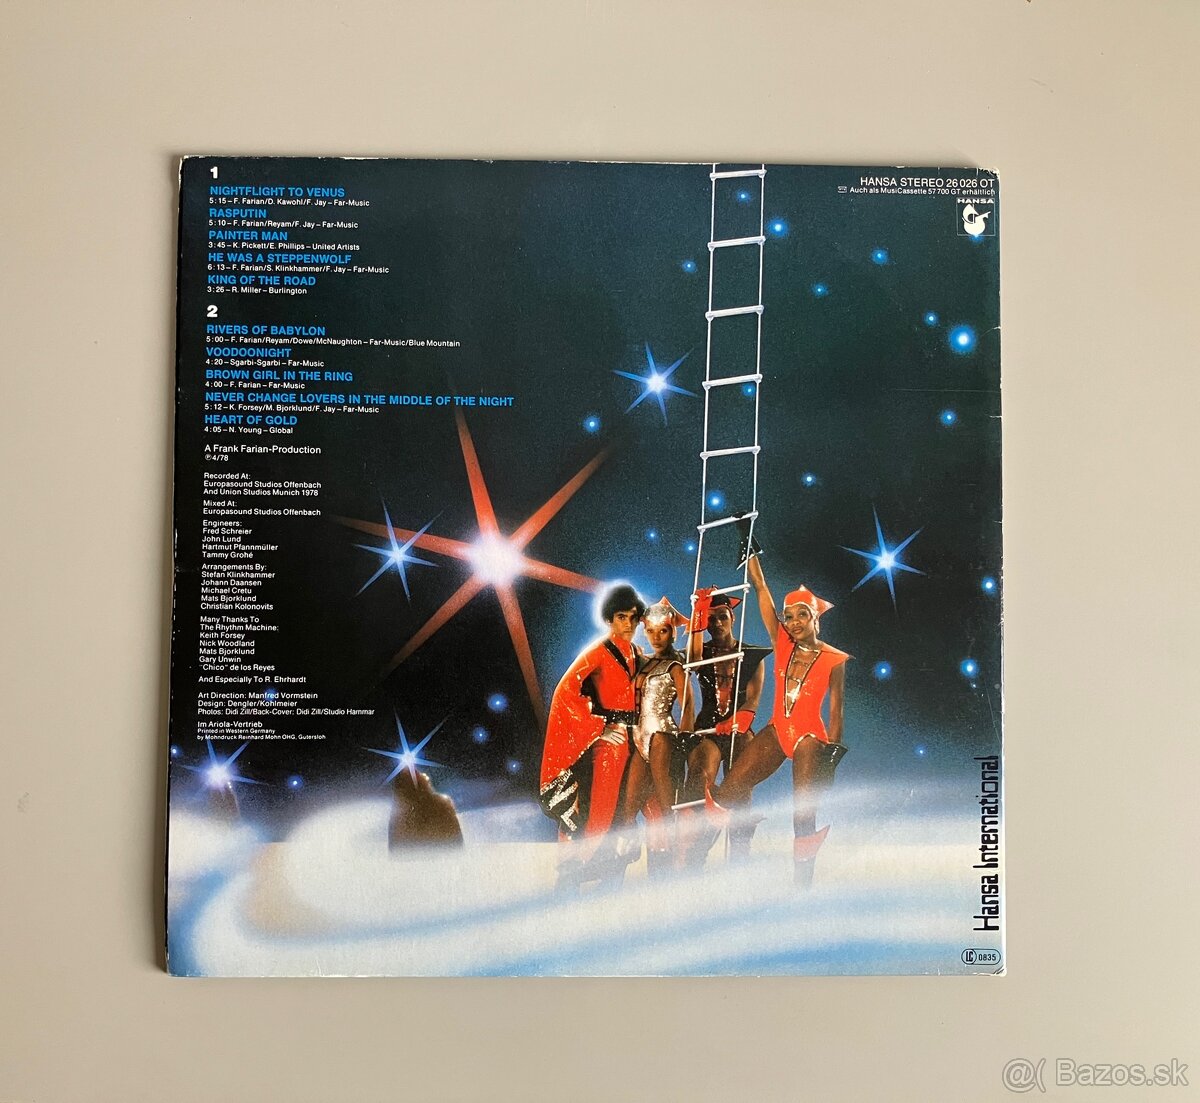 1
NIGHTFLIGHT TO VENUS
5:15 – F. Farian/D. Kawohl/F. Jay – Far-Music
RASPUTIN
5:10 – F. Farian/Reyam/F. Jay – Far-Music
PAINTER MAN
3:45 – K. Pickett/E. Phillips – United Artists
HE WAS A STEPPENWOLF
6:13 – F. Farian/S. Klinkhammer/F. Jay – Far-Music
KING OF THE ROAD
3:26 – R. Miller – Burlington
2
RIVERS OF BABYLON
5:00 – F. Farian/Reyam/Dowe/McNaughton – Far-Music/Blue Mountain
VOODOONIGHT
4:20 – Sgarbi-Sgarbi – Far-Music
BROWN GIRL IN THE RING
4:00 – F. Farian – Far-Music
NEVER CHANGE LOVERS IN THE MIDDLE OF THE NIGHT
5:12 – K. Forsey/M. Bjorklund/F. Jay – Far-Music
HEART OF GOLD
4:05 – N. Young – Global
A Frank Farian-Production
℗ 4/78
Recorded At:
Europasound Studios Offenbach
And Union Studios Munich 1978
Mixed At:
Europasound Studios Offenbach
Engineers:
Fred Schreier
John Lund
Hartmut Pfannmüller
Tammy Grohé
Arrangements By:
Stefan Klinkhammer
Johann Daansen
Michael Cretu
Mats Bjorklund
Christian Kolonovits
Many Thanks To
The Rhythm Machine:
Keith Forsey
Nick Woodland
Mats Bjorklund
Gary Unwin
"Chico" de los Reyes
And Especially To R. Ehrhardt
Art Direction: Manfred Vormstein
Design: Dengler/Kohlmeier
Photos: Didi Zill/Back-Cover: Didi Zill/Studio Hammar
Im Ariola-Vertrieb
Printed in Western Germany
by Mohndruck Reinhard Mohn OHG, Gutersloh
HANSA STEREO 26 026 OT
Auch als MusiCassette 57 700 GT erhältlich
HANSA
Hansa International
LC 0835
@( Bazos.sk